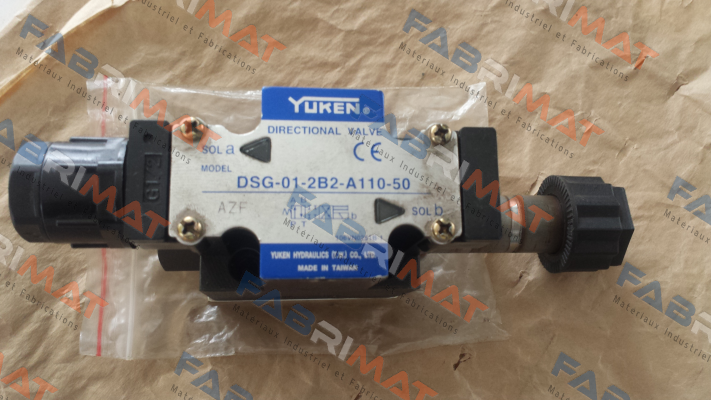 YUKEN
DIRECTIONAL VALVE
SOL a
CE
MODEL
DSG-01-2B2-A110-50
AZF
b
SOL b
YUKEN HYDRAULICS (T.W.) CO., LTD.
MADE IN TAIWAN
FABRIMAT
Matériaux Industriel et Fabrications